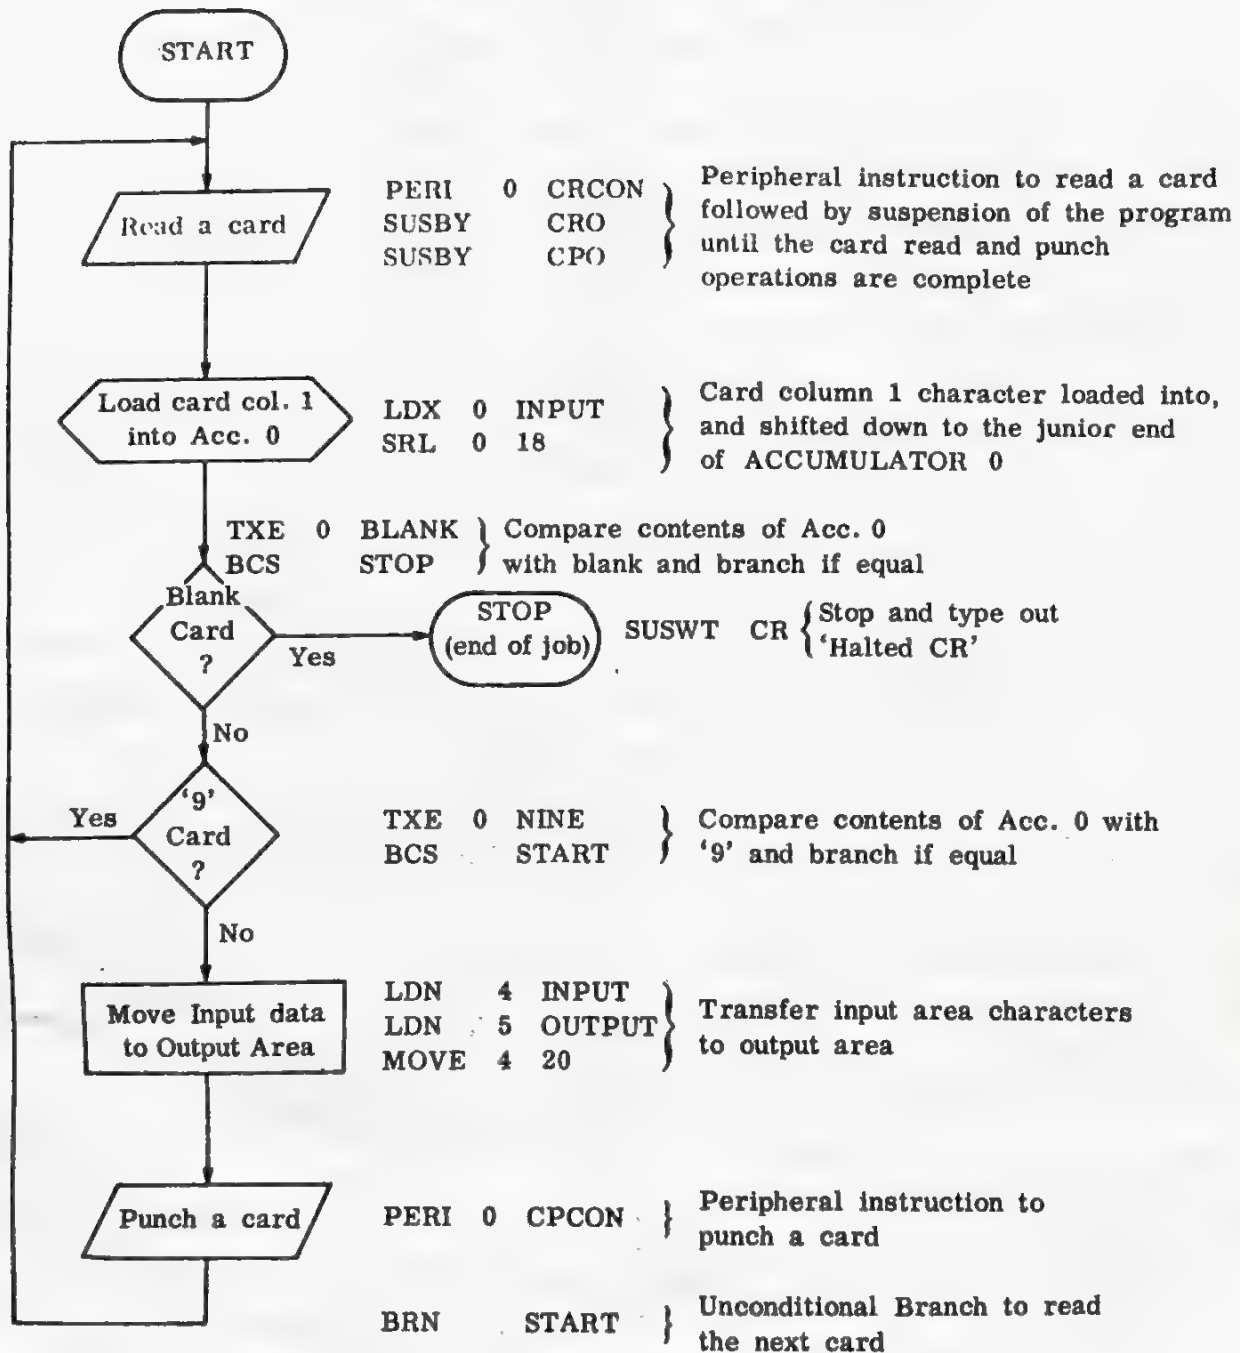 START
Read a card
PERI 0 CRCON
SUSBY CRO
SUSBY CPO
Peripheral instruction to read a card
followed by suspension of the program
until the card read and punch
operations are complete
Load card col. 1
into Acc. 0
LDX 0 INPUT
SRL 0 18
Card column 1 character loaded into,
and shifted down to the junior end
of ACCUMULATOR 0
TXE 0 BLANK
BCS STOP
Compare contents of Acc. 0
with blank and branch if equal
Blank
Card
?
Yes
STOP
(end of job)
SUSWT CR
Stop and type out
‘Halted CR’
No
‘9’
Card
?
Yes
TXE 0 NINE
BCS START
Compare contents of Acc. 0 with
‘9’ and branch if equal
No
Move Input data
to Output Area
LDN 4 INPUT
LDN 5 OUTPUT
MOVE 4 20
Transfer input area characters
to output area
Punch a card
PERI 0 CPCON
Peripheral instruction to
punch a card
BRN START
Unconditional Branch to read
the next card